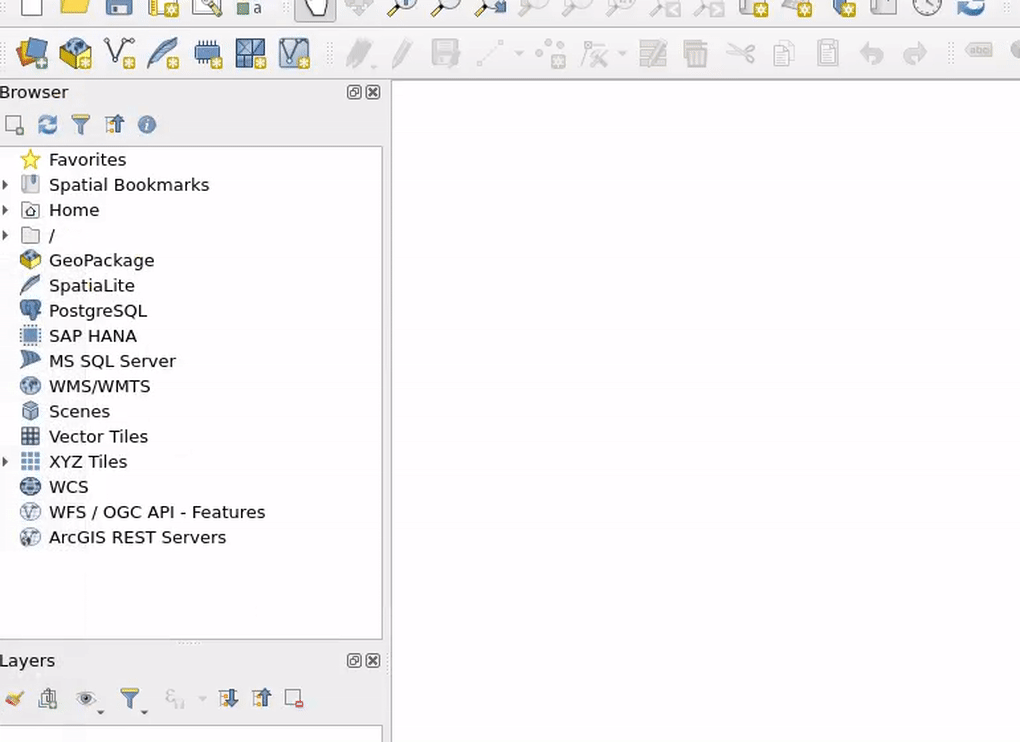 a
abc
Browser
Favorites
Spatial Bookmarks
Home
/
GeoPackage
SpatiaLite
PostgreSQL
SAP HANA
MS SQL Server
WMS/WMTS
Scenes
Vector Tiles
XYZ Tiles
WCS
WFS / OGC API - Features
ArcGIS REST Servers
Layers